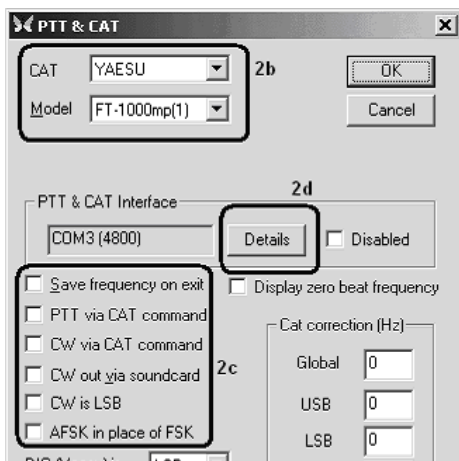 PTT & CAT
CAT YAESU 2b OK
Model FT-1000mp(1) Cancel
2d
PTT & CAT Interface
COM3 (4800) Details Disabled
Save frequency on exit Display zero beat frequency
PTT via CAT command
CW via CAT command
CW out via soundcard
CW is LSB
AFSK in place of FSK
2c
Cat correction (Hz)
Global 0
USB 0
LSB 0